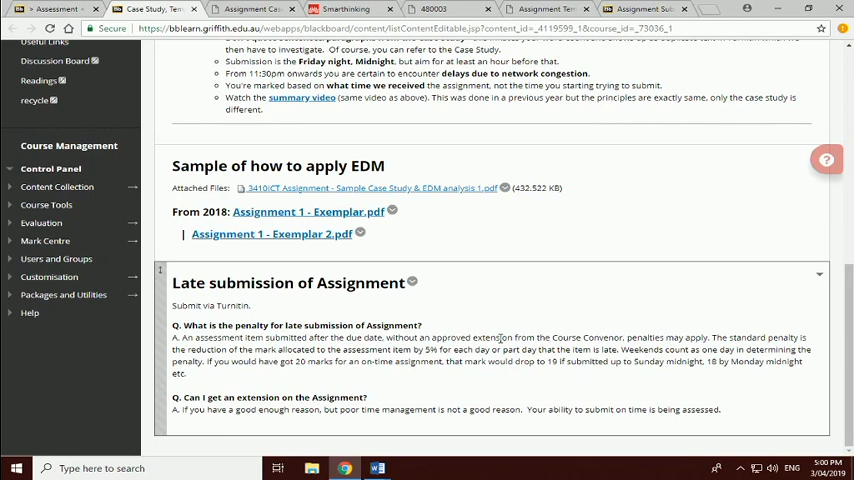 > Assessment
Case Study, Tem
Assignment Cas
Smarthinking
480003
Assignment Tem
Assignment Sub
Secure
https://bblearn.griffith.edu.au/webapps/blackboard/content/listContentEditable.jsp?content_id=_4119599_1&course_id=_73036_1
Useful Links
Discussion Board
Readings
recycle
Course Management
Control Panel
Content Collection
Course Tools
Evaluation
Mark Centre
Users and Groups
Customisation
Packages and Utilities
Help
then have to investigate. Of course, you can refer to the Case Study.
Submission is the Friday night, Midnight, but aim for at least an hour before that.
From 11:30pm onwards you are certain to encounter delays due to network congestion.
You're marked based on what time we received the assignment, not the time you starting trying to submit.
Watch the summary video (same video as above). This was done in a previous year but the principles are exactly same, only the case study is
different.
Sample of how to apply EDM
Attached Files: 3410ICT Assignment - Sample Case Study & EDM analysis 1.pdf (432.522 KB)
From 2018: Assignment 1 - Exemplar.pdf
| Assignment 1 - Exemplar 2.pdf
Late submission of Assignment
Submit via Turnitin.
Q. What is the penalty for late submission of Assignment?
A. An assessment item submitted after the due date, without an approved extension from the Course Convenor, penalties may apply. The standard penalty is
the reduction of the mark allocated to the assessment item by 5% for each day or part day that the item is late. Weekends count as one day in determining the
penalty. If you would have got 20 marks for an on-time assignment, that mark would drop to 19 if submitted up to Sunday midnight, 18 by Monday midnight
etc.
Q. Can I get an extension on the Assignment?
A. If you have a good enough reason, but poor time management is not a good reason. Your ability to submit on time is being assessed.
Type here to search
ENG
5:00 PM
3/04/2019